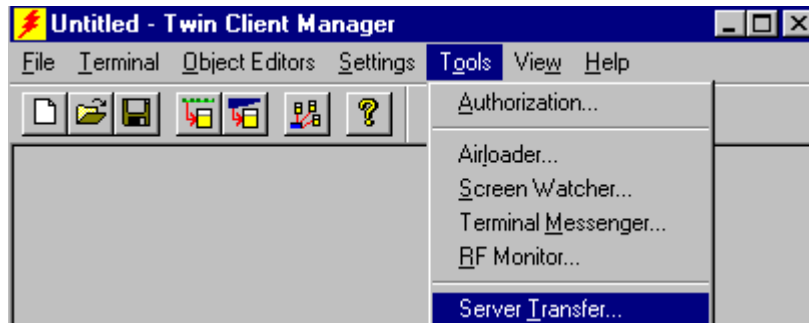 Untitled - Twin Client Manager
File Terminal Object Editors Settings Tools View Help
Authorization...
Airloader...
Screen Watcher...
Terminal Messenger...
RF Monitor...
Server Transfer...